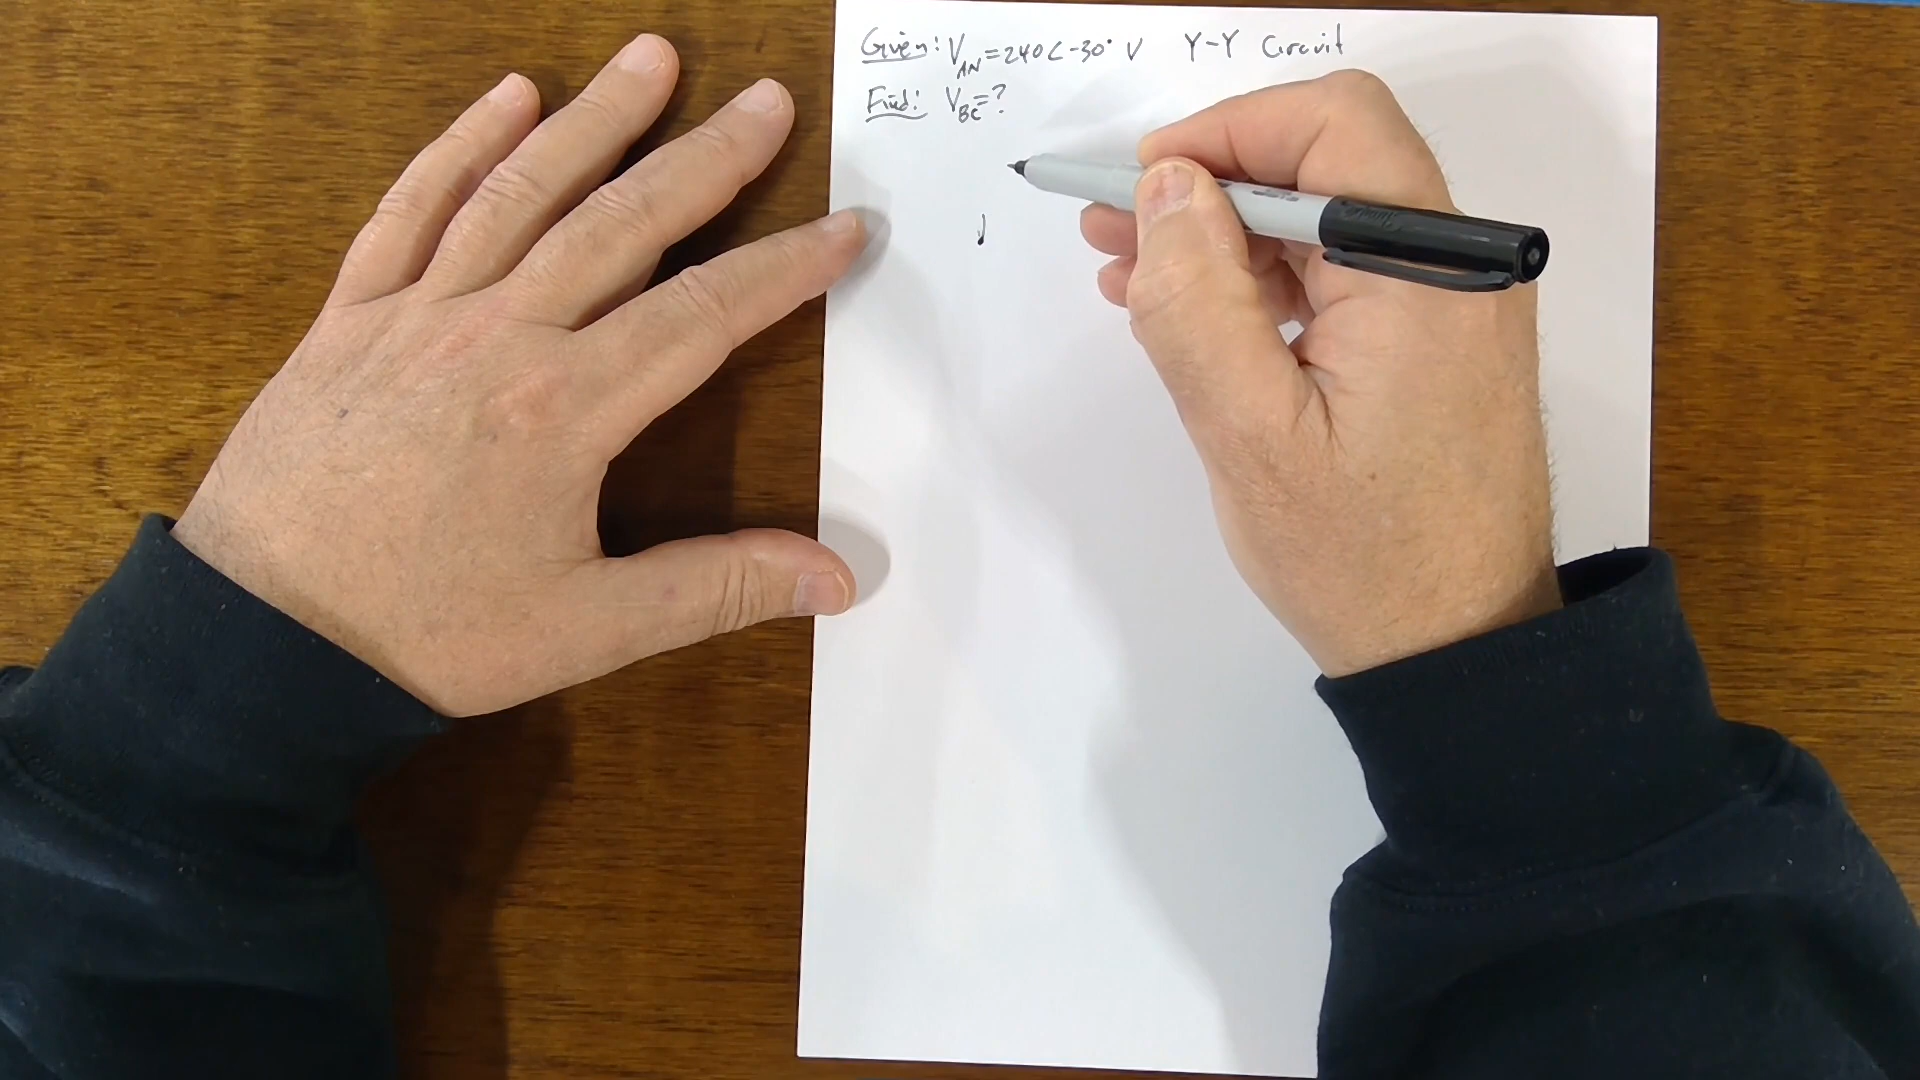 Given: V_AN = 240∠-30° V Y-Y Circuit
Find: V_BC = ?